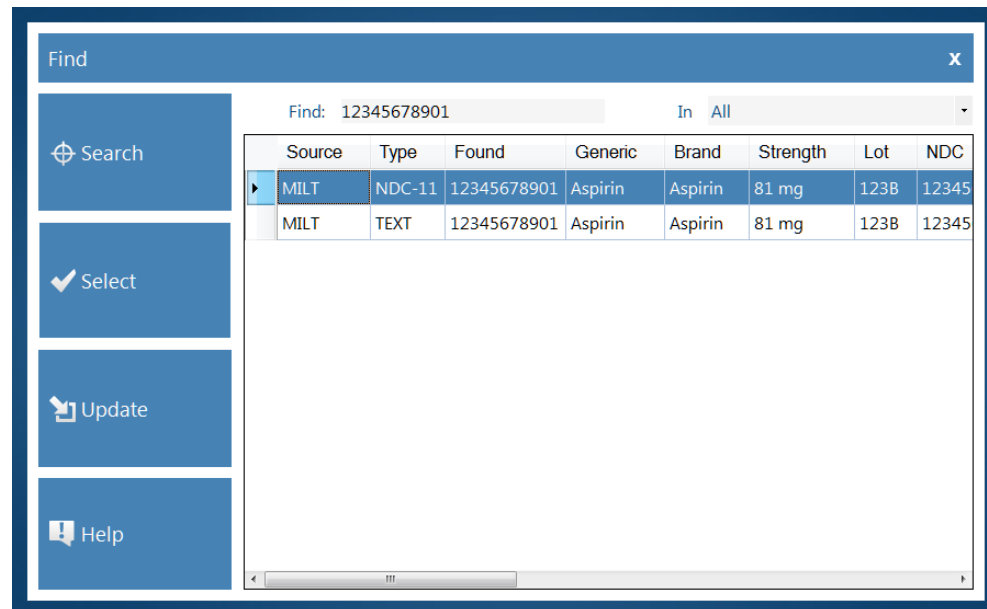 Find x
Find: 12345678901 In All
Search
Source Type Found Generic Brand Strength Lot NDC
MILT NDC-11 12345678901 Aspirin Aspirin 81 mg 123B 12345
MILT TEXT 12345678901 Aspirin Aspirin 81 mg 123B 12345
Select
Update
Help